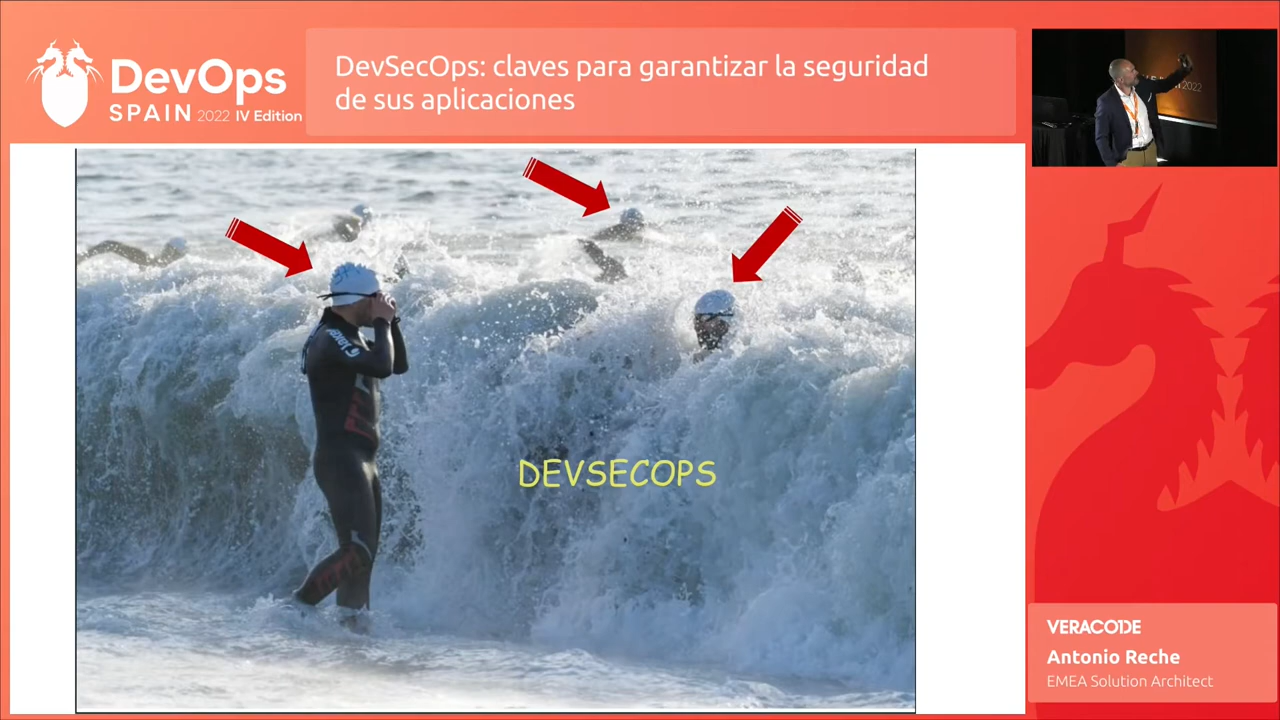 DevOps
SPAIN 2022 IV Edition
DevSecOps: claves para garantizar la seguridad
de sus aplicaciones
2022
DEVSECOPS
VERACODE
Antonio Reche
EMEA Solution Architect